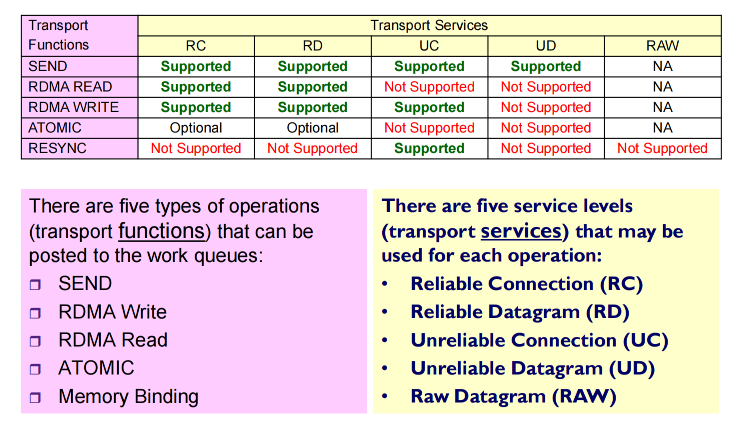 Transport Functions Transport Services
RC RD UC UD RAW
SEND Supported Supported Supported Supported NA
RDMA READ Supported Supported Not Supported Not Supported NA
RDMA WRITE Supported Supported Supported Not Supported NA
ATOMIC Optional Optional Not Supported Not Supported NA
RESYNC Not Supported Not Supported Supported Not Supported Not Supported
There are five types of operations
(transport functions) that can be
posted to the work queues:
❑ SEND
❑ RDMA Write
❑ RDMA Read
❑ ATOMIC
❑ Memory Binding
There are five service levels
(transport services) that may be
used for each operation:
• Reliable Connection (RC)
• Reliable Datagram (RD)
• Unreliable Connection (UC)
• Unreliable Datagram (UD)
• Raw Datagram (RAW)